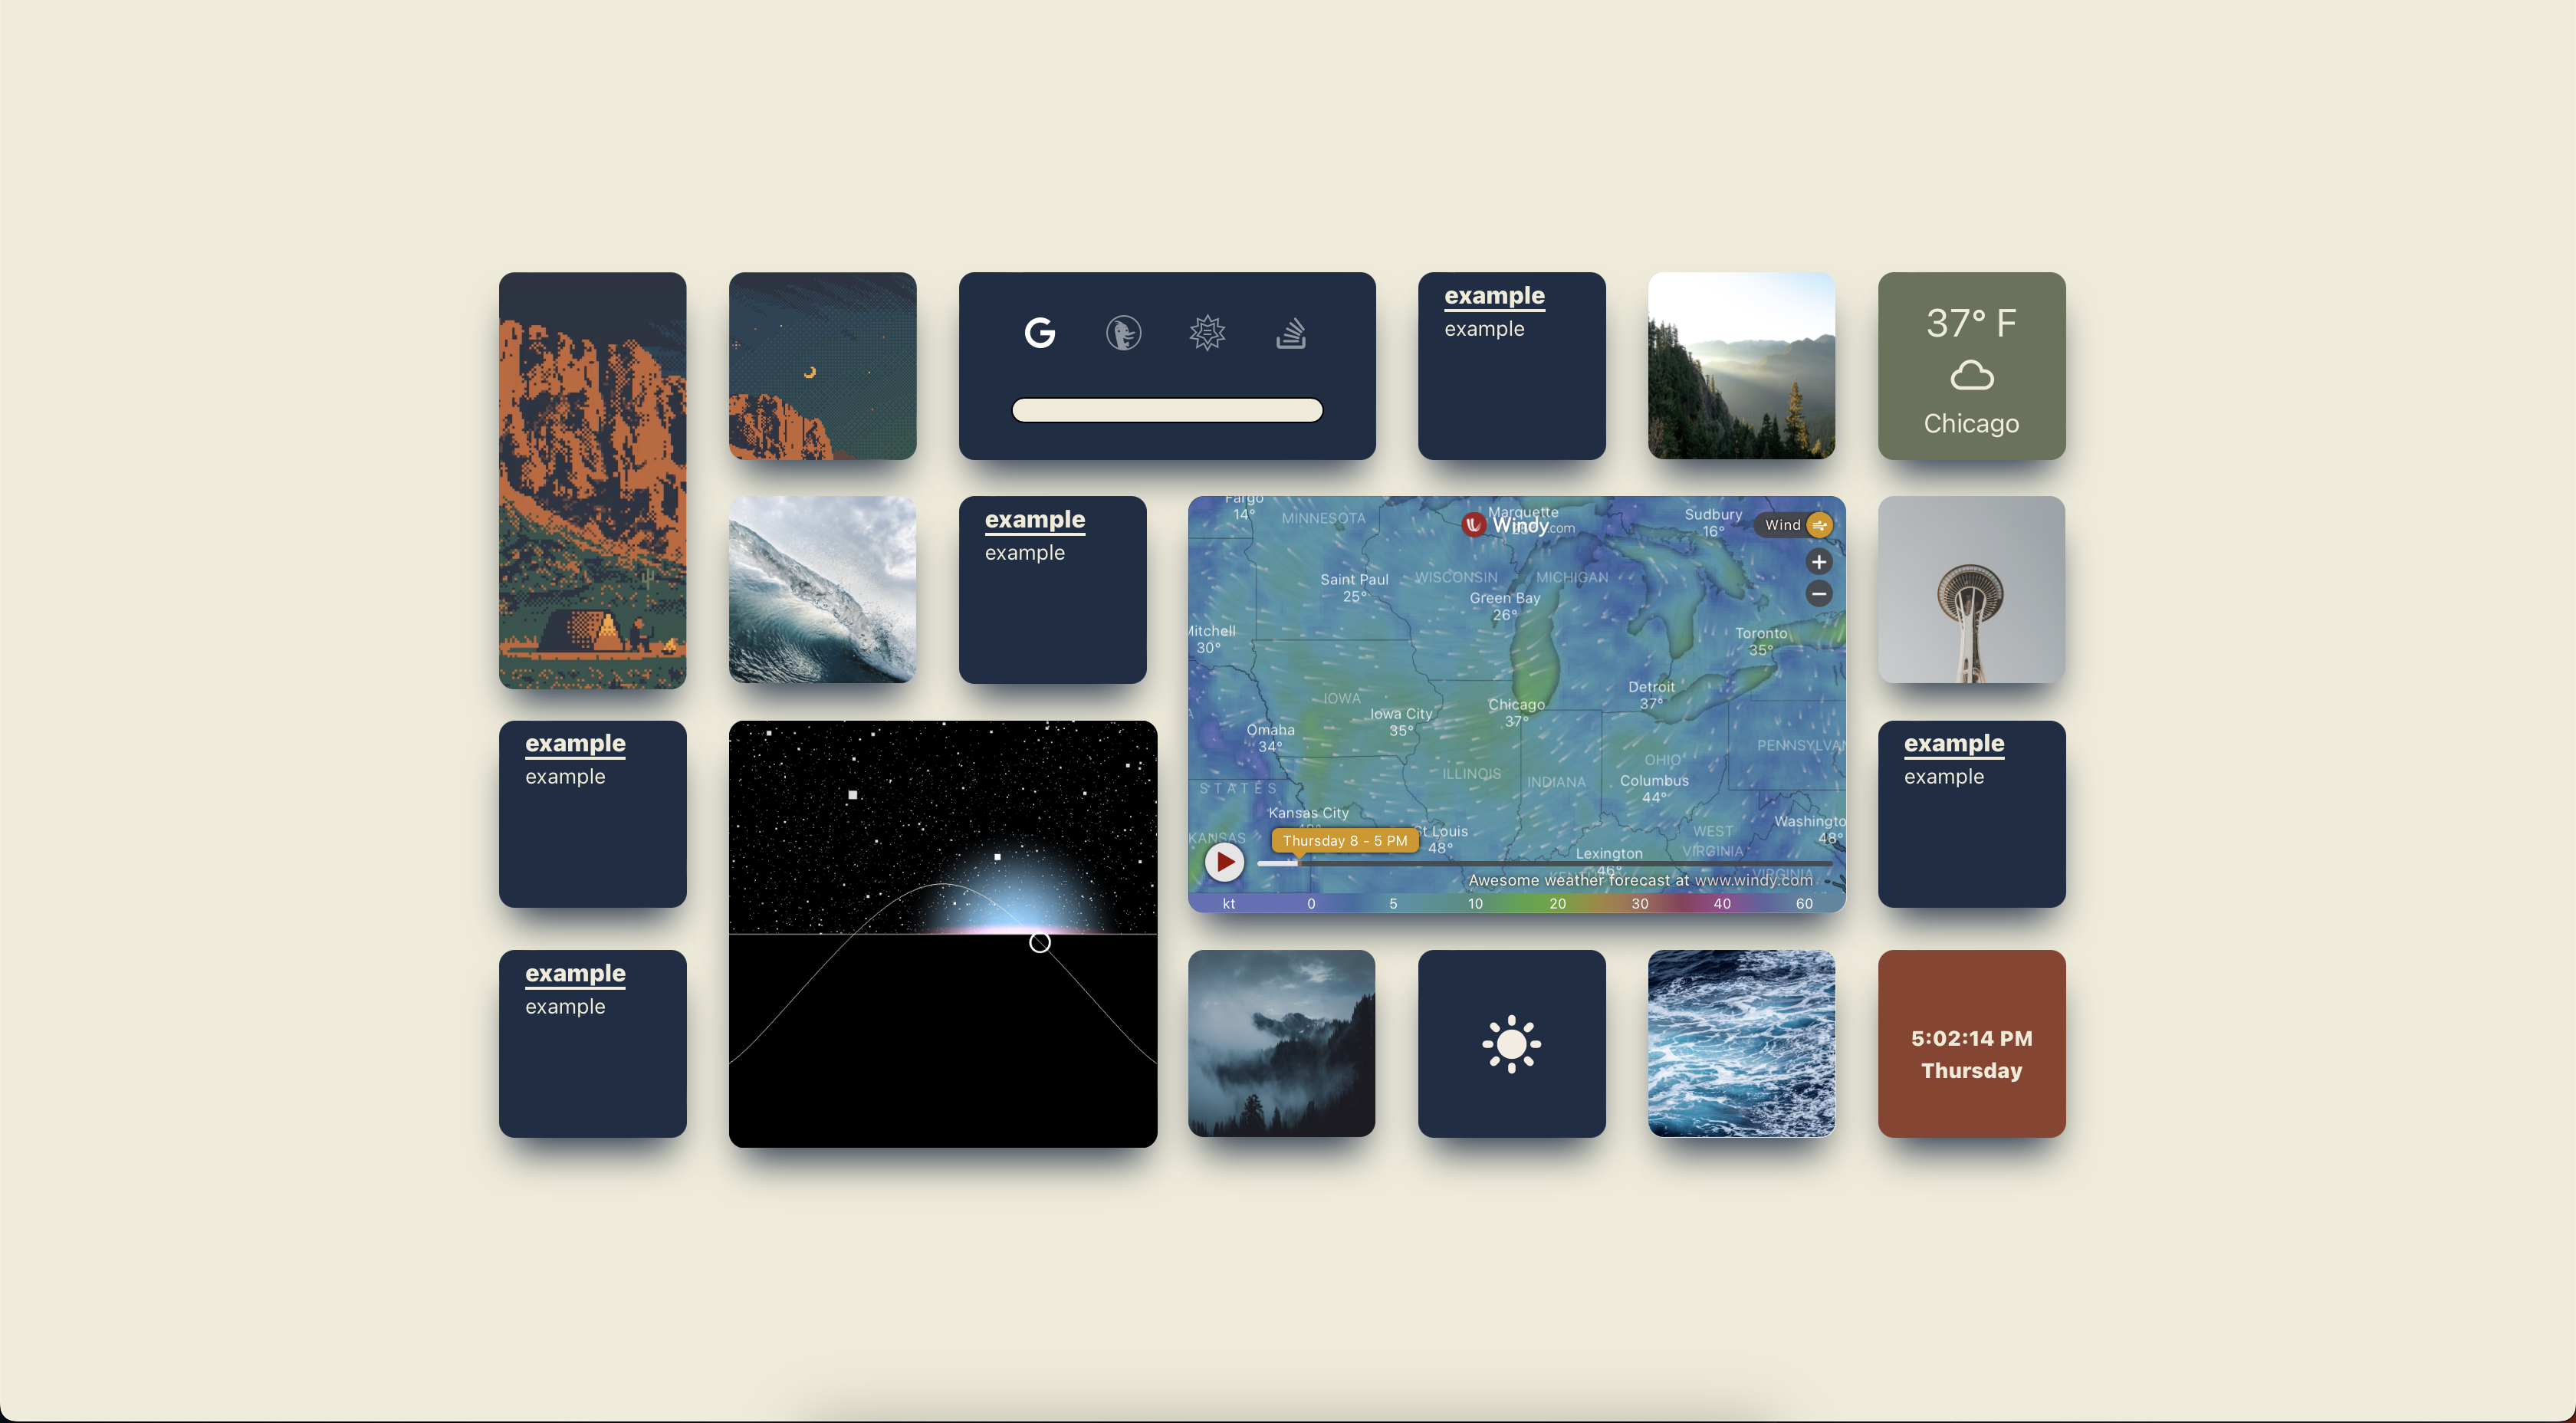 example
example
37° F
Chicago
example
example
Fargo
14°
MINNESOTA
Marquette
Windy.com
Sudbury
16°
Wind
Saint Paul
25°
WISCONSIN
MICHIGAN
Green Bay
26°
Mitchell
30°
Toronto
35°
IOWA
Iowa City
35°
Chicago
37°
Detroit
37°
Omaha
34°
ILLINOIS
INDIANA
OHIO
Columbus
44°
STATES
Kansas City
KANSAS
Thursday 8 - 5 PM
St Louis
48°
WEST
VIRGINIA
48°
Lexington
46°
VIRGINIA
Awesome weather forecast at www.windy.com
kt 0 5 10 20 30 40 60
example
example
example
example
example
example
5:02:14 PM
Thursday